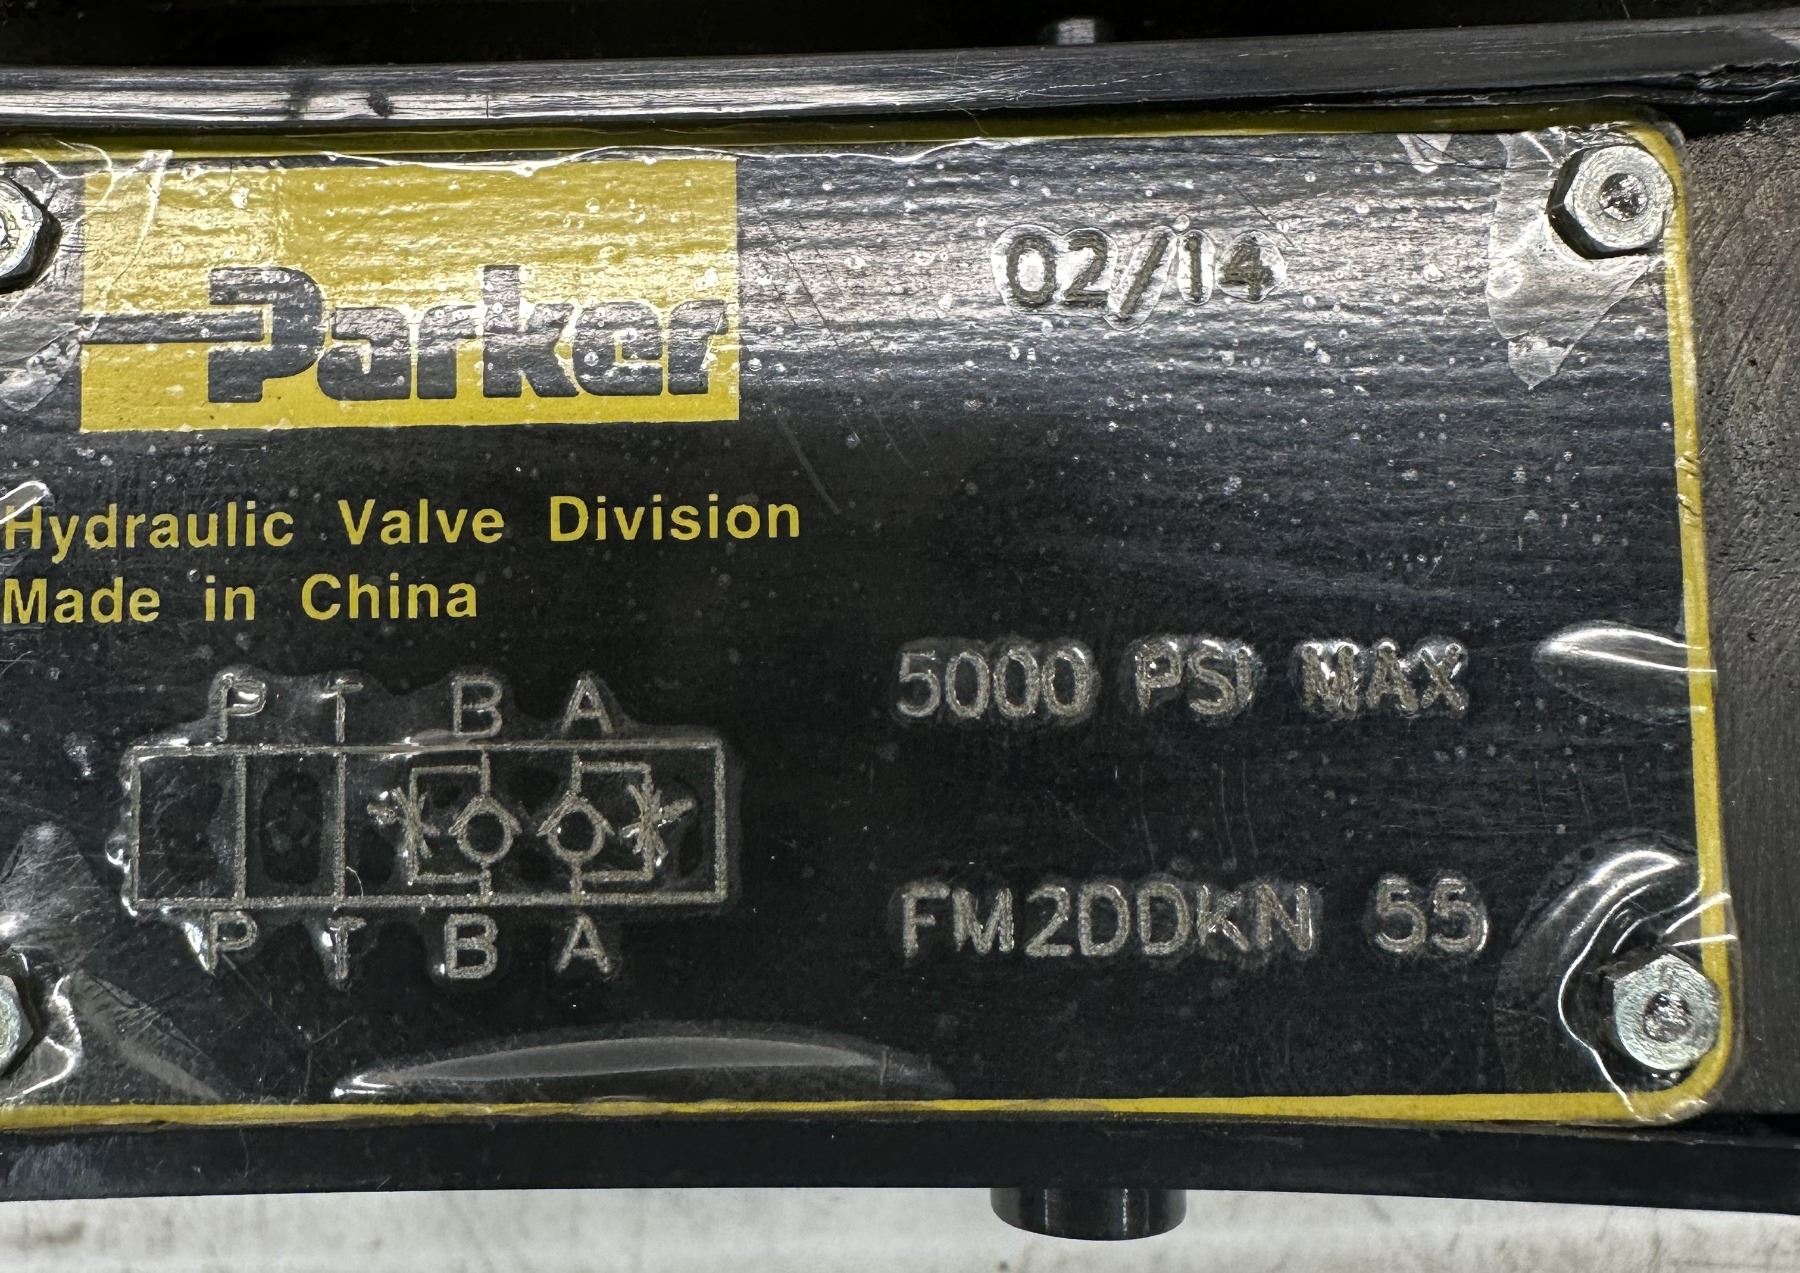 Parker
02/14
Hydraulic Valve Division
Made in China
P T B A
5000 PSI MAX
P T B A
FM2DDKN 55